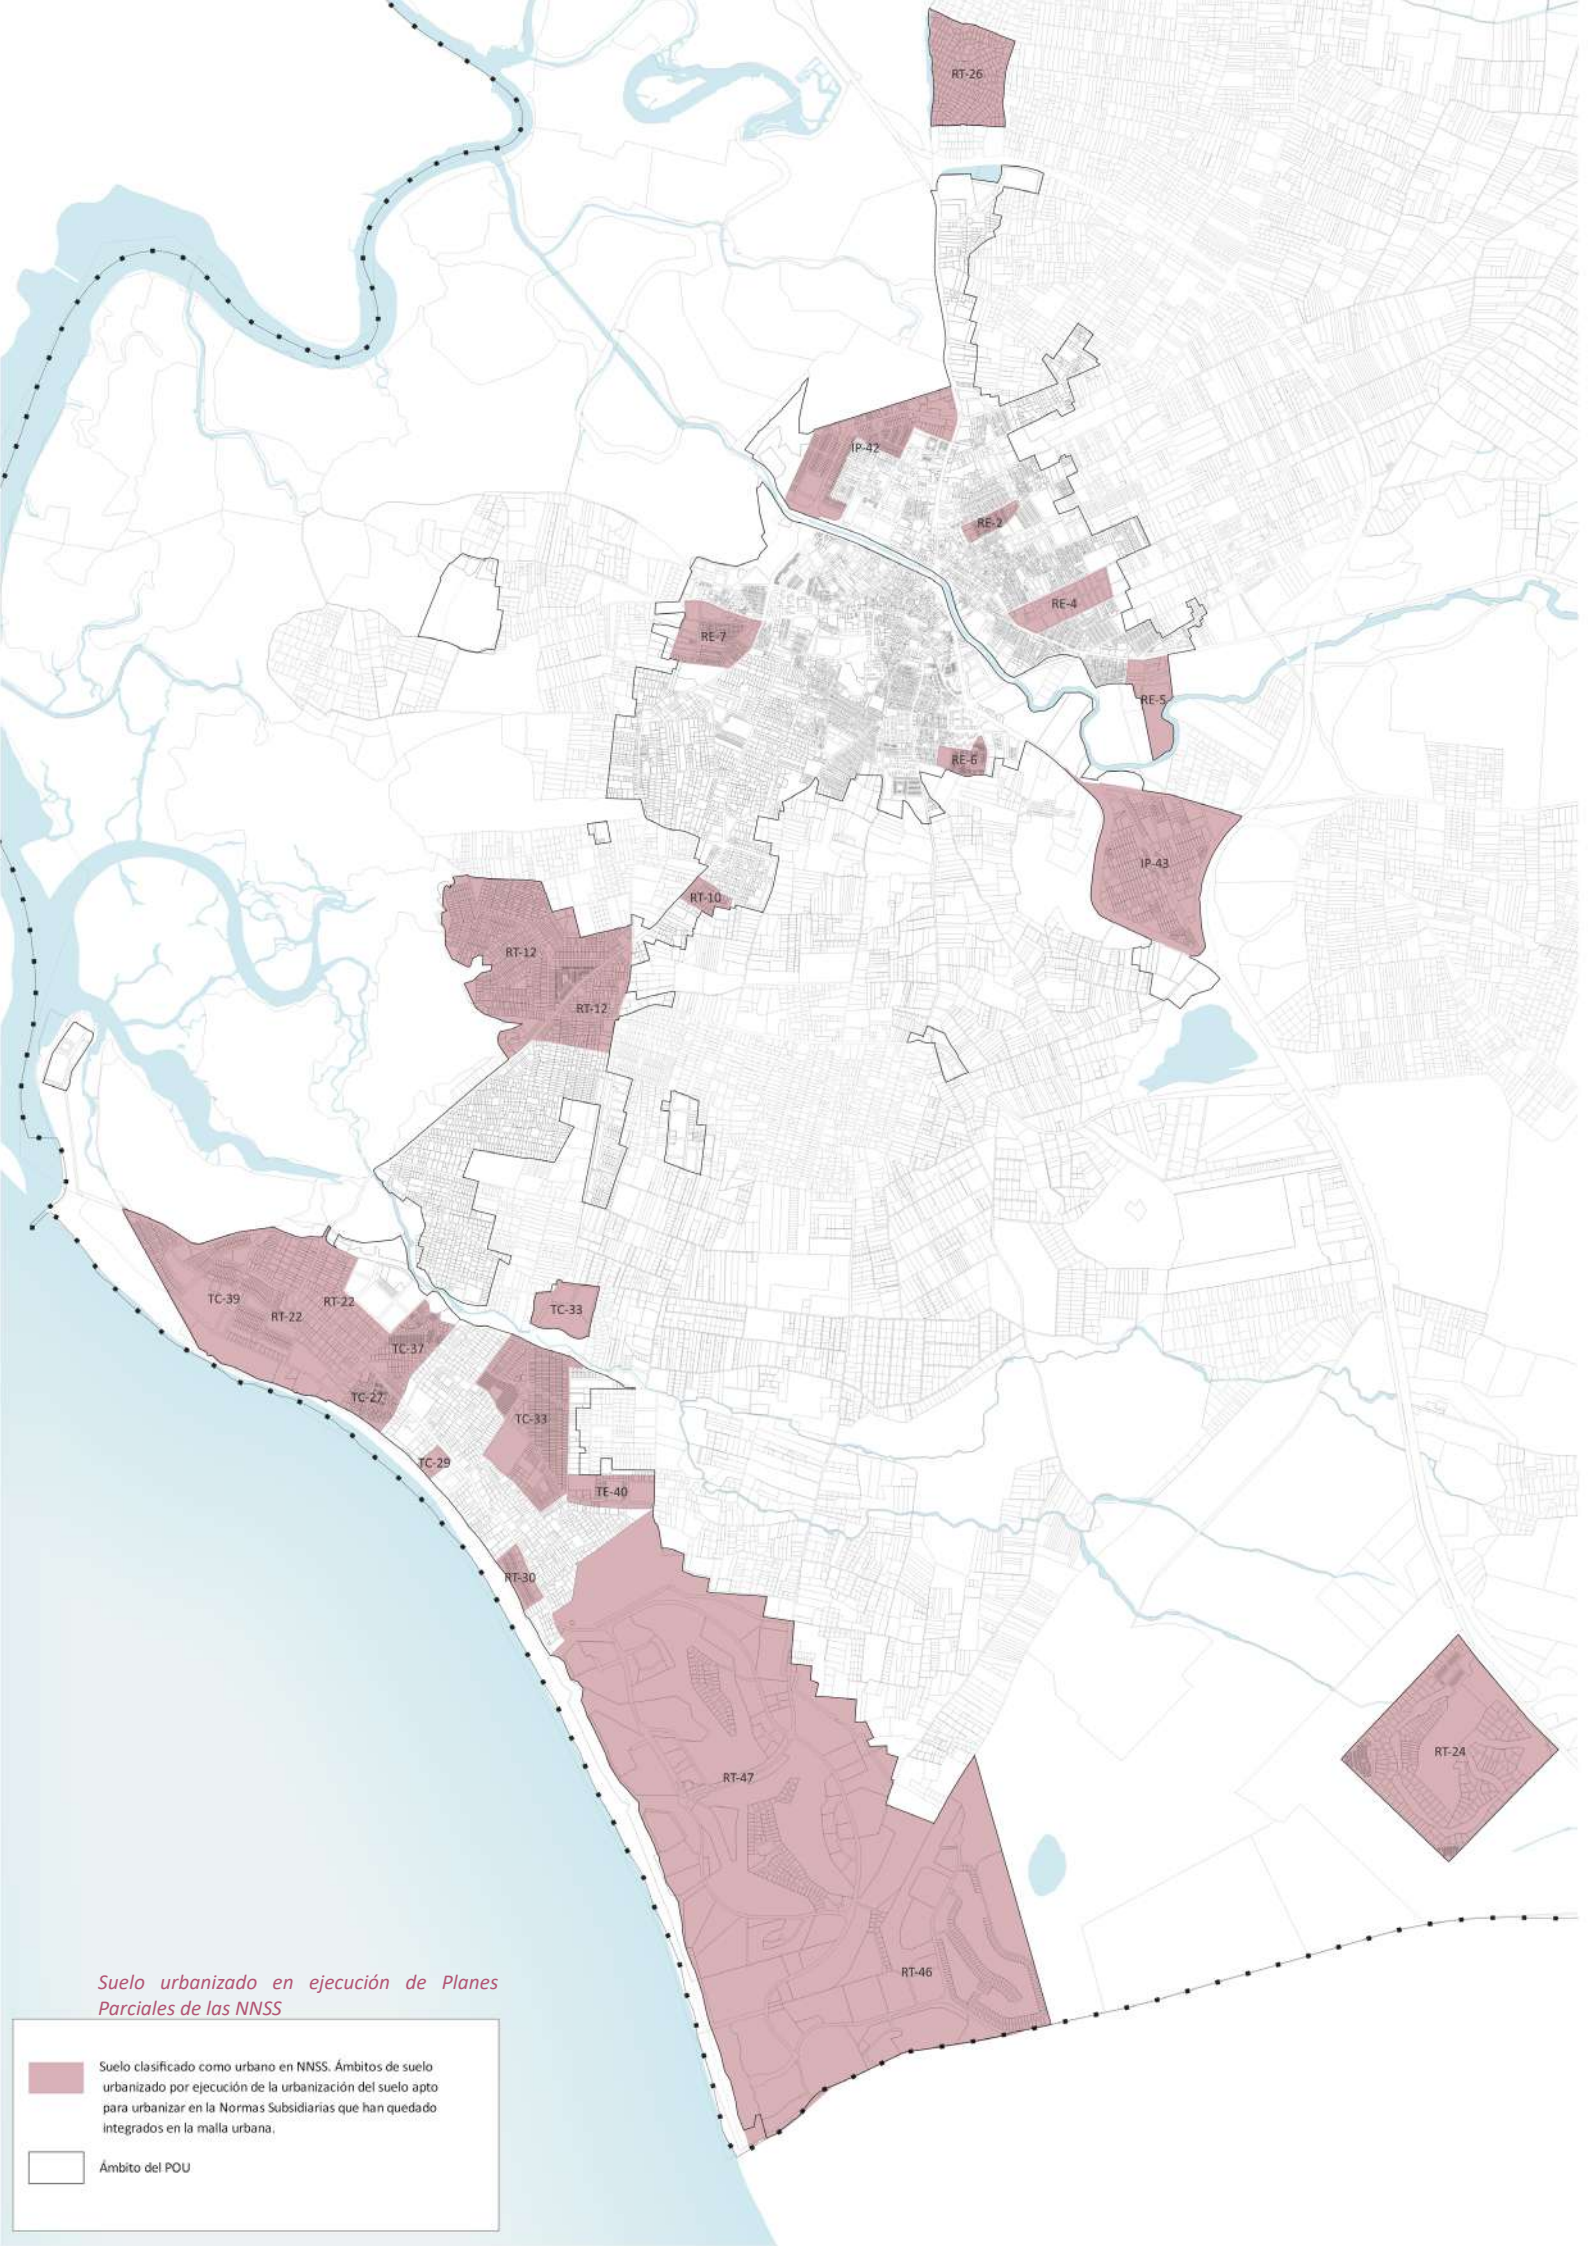 RT-26
IP-42
RE-2
RE-4
RE-7
RE-5
RE-6
IP-43
RT-10
RT-12
RT-12
TC-39
RT-22
RT-22
TC-33
TC-37
TC-27
TC-33
TC-29
TE-40
RT-30
RT-47
RT-24
RT-46
Suelo urbanizado en ejecución de Planes
Parciales de las NNSS
Suelo clasificado como urbano en NNSS. Ámbitos de suelo
urbanizado por ejecución de la urbanización del suelo apto
para urbanizar en la Normas Subsidiarias que han quedado
integrados en la malla urbana.
Ámbito del POU